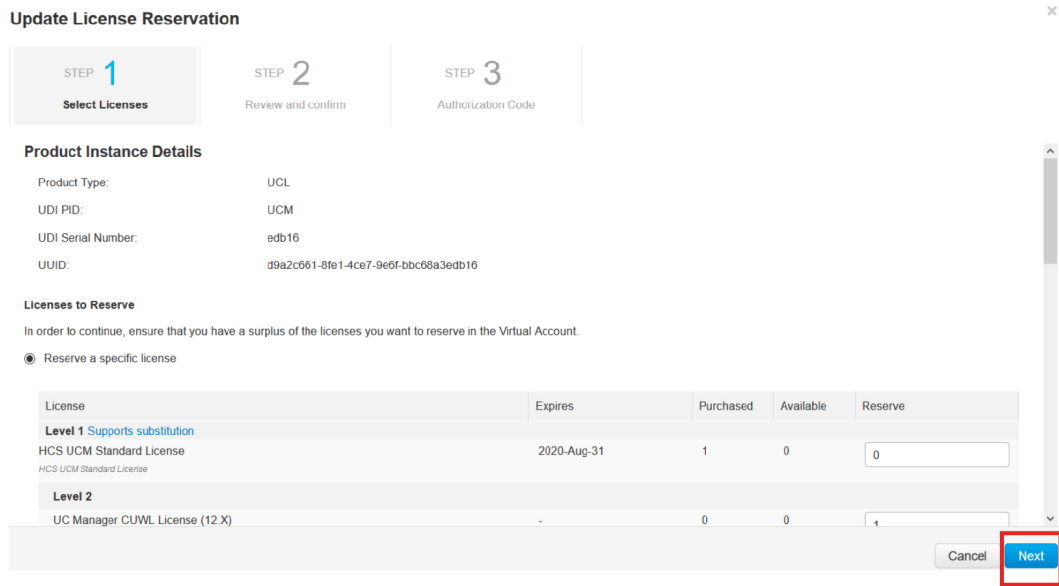 Update License Reservation
×
STEP 1
Select Licenses
STEP 2
Review and confirm
STEP 3
Authorization Code
Product Instance Details
Product Type: UCL
UDI PID: UCM
UDI Serial Number: edb16
UUID: d9a2c661-8fe1-4ce7-9e6f-bbc68a3edb16
Licenses to Reserve
In order to continue, ensure that you have a surplus of the licenses you want to reserve in the Virtual Account.
Reserve a specific license
License Expires Purchased Available Reserve
Level 1 Supports substitution
HCS UCM Standard License 2020-Aug-31 1 0 0
HCS UCM Standard License
Level 2
UC Manager CUWL License (12.X) - 0 0 1
Cancel Next